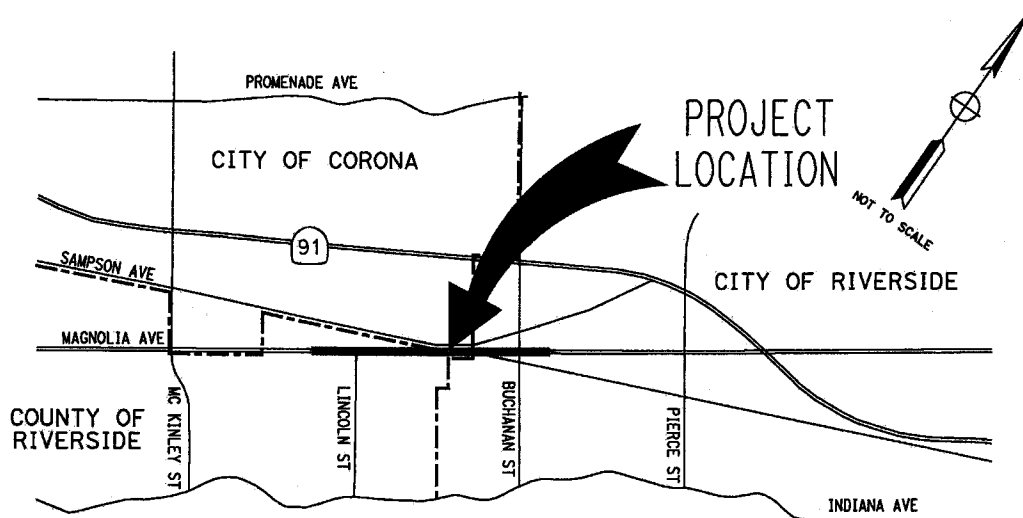 PROMENADE AVE
CITY OF CORONA
PROJECT
LOCATION
NOT TO SCALE
91
SAMPSON AVE
CITY OF RIVERSIDE
MAGNOLIA AVE
COUNTY OF
RIVERSIDE
MC KINLEY ST
LINCOLN ST
BUCHANAN ST
PIERCE ST
INDIANA AVE